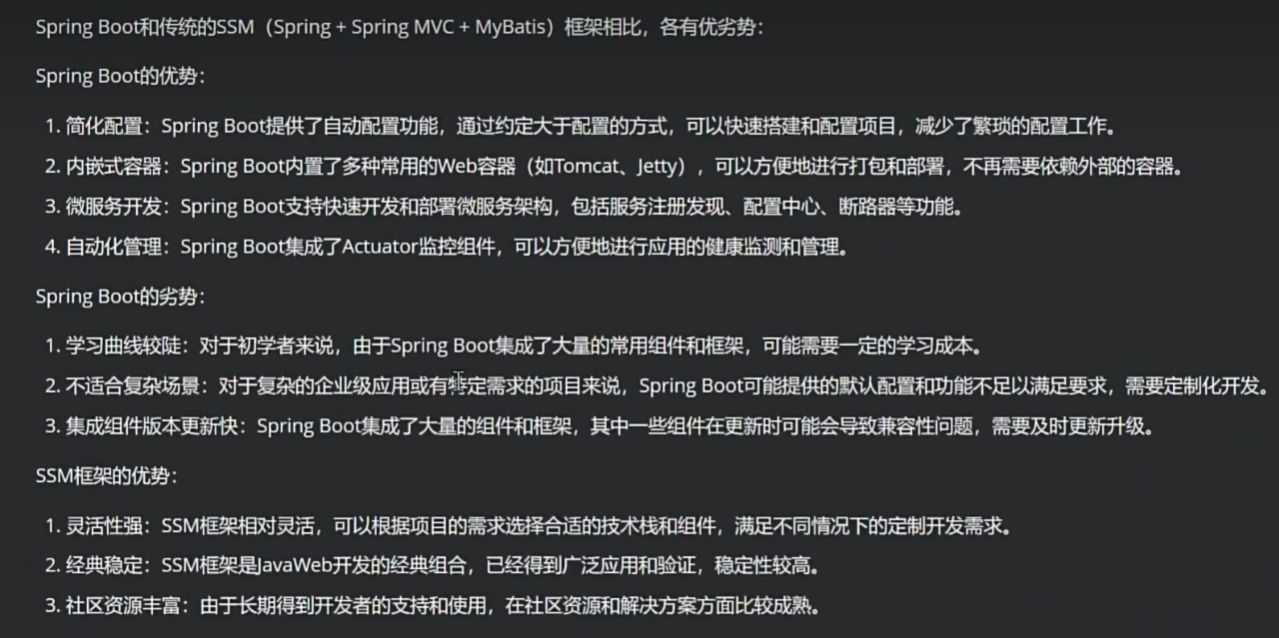 Spring Boot和传统的SSM（Spring + Spring MVC + MyBatis）框架相比，各有优劣势：
Spring Boot的优势：
1. 简化配置：Spring Boot提供了自动配置功能，通过约定大于配置的方式，可以快速搭建和配置项目，减少了繁琐的配置工作。
2. 内嵌式容器：Spring Boot内置了多种常用的Web容器（如Tomcat、Jetty），可以方便地进行打包和部署，不再需要依赖外部的容器。
3. 微服务开发：Spring Boot支持快速开发和部署微服务架构，包括服务注册发现、配置中心、断路器等功能。
4. 自动化管理：Spring Boot集成了Actuator监控组件，可以方便地进行应用的健康监测和管理。
Spring Boot的劣势：
1. 学习曲线较陡：对于初学者来说，由于Spring Boot集成了大量的常用组件和框架，可能需要一定的学习成本。
2. 不适合复杂场景：对于复杂的企业级应用或有特定需求的项目来说，Spring Boot可能提供的默认配置和功能不足以满足要求，需要定制化开发。
3. 集成组件版本更新快：Spring Boot集成了大量的组件和框架，其中一些组件在更新时可能会导致兼容性问题，需要及时更新升级。
SSM框架的优势：
1. 灵活性强：SSM框架相对灵活，可以根据项目的需求选择合适的技术栈和组件，满足不同情况下的定制开发需求。
2. 经典稳定：SSM框架是JavaWeb开发的经典组合，已经得到广泛应用和验证，稳定性较高。
3. 社区资源丰富：由于长期得到开发者的支持和使用，在社区资源和解决方案方面比较成熟。